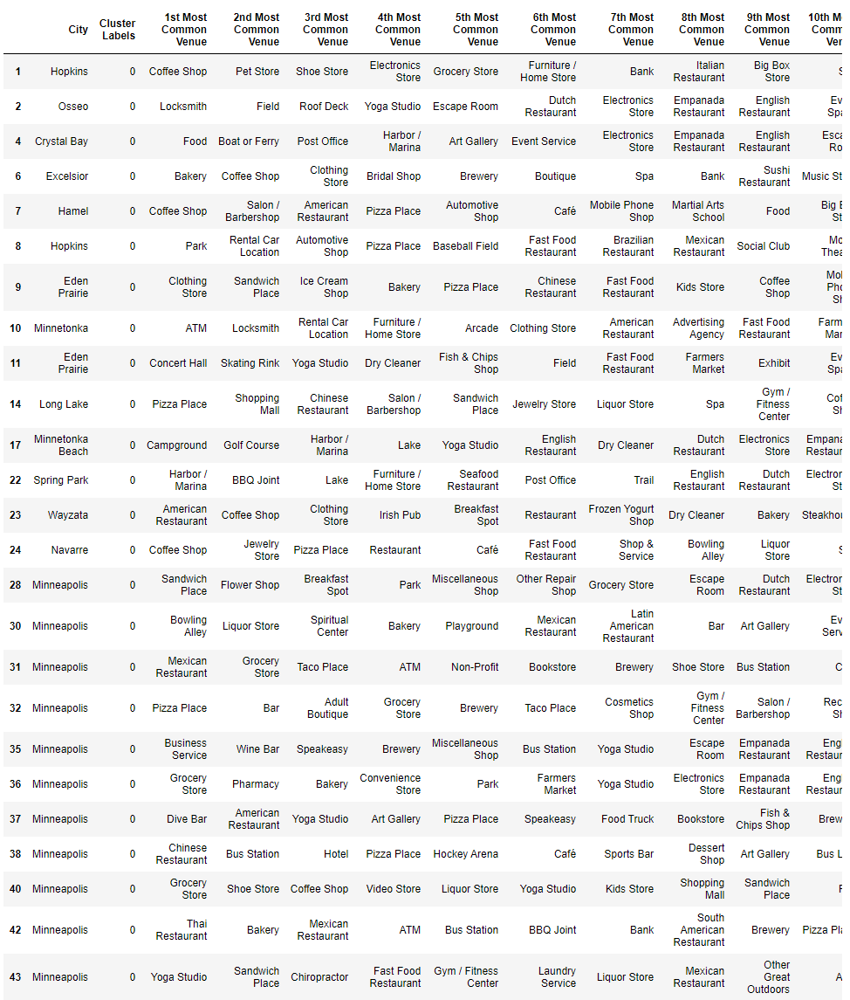 City Cluster Labels 1st Most Common Venue 2nd Most Common Venue 3rd Most Common Venue 4th Most Common Venue 5th Most Common Venue 6th Most Common Venue 7th Most Common Venue 8th Most Common Venue 9th Most Common Venue 10th
1 Hopkins 0 Coffee Shop Pet Store Shoe Store Electronics Store Grocery Store Furniture / Home Store Bank Italian Restaurant Big Box Store
2 Osseo 0 Locksmith Field Roof Deck Yoga Studio Escape Room Dutch Restaurant Electronics Store Empanada Restaurant English Restaurant
4 Crystal Bay 0 Food Boat or Ferry Post Office Harbor / Marina Art Gallery Event Service Electronics Store Empanada Restaurant English Restaurant
6 Excelsior 0 Bakery Coffee Shop Clothing Store Bridal Shop Brewery Boutique Spa Bank Sushi Restaurant Music
7 Hamel 0 Coffee Shop Salon / Barbershop American Restaurant Pizza Place Automotive Shop Café Mobile Phone Shop Martial Arts School Food Big
8 Hopkins 0 Park Rental Car Location Automotive Shop Pizza Place Baseball Field Fast Food Restaurant Brazilian Restaurant Mexican Restaurant Social Club
9 Eden Prairie 0 Clothing Store Sandwich Place Ice Cream Shop Bakery Pizza Place Chinese Restaurant Fast Food Restaurant Kids Store Coffee Shop
10 Minnetonka 0 ATM Locksmith Rental Car Location Furniture / Home Store Arcade Clothing Store American Restaurant Advertising Agency Fast Food Restaurant
11 Eden Prairie 0 Concert Hall Skating Rink Yoga Studio Dry Cleaner Fish & Chips Shop Field Fast Food Restaurant Farmers Market Exhibit
14 Long Lake 0 Pizza Place Shopping Mall Chinese Restaurant Salon / Barbershop Sandwich Place Jewelry Store Liquor Store Spa Gym / Fitness Center
17 Minnetonka Beach 0 Campground Golf Course Harbor / Marina Lake Yoga Studio English Restaurant Dry Cleaner Dutch Restaurant Electronics Store
22 Spring Park 0 Harbor / Marina BBQ Joint Lake Furniture / Home Store Seafood Restaurant Post Office Trail English Restaurant Dutch Restaurant
23 Wayzata 0 American Restaurant Coffee Shop Clothing Store Irish Pub Breakfast Spot Restaurant Frozen Yogurt Shop Dry Cleaner Bakery
24 Navarre 0 Coffee Shop Jewelry Store Pizza Place Restaurant Café Fast Food Restaurant Shop & Service Bowling Alley Liquor Store
28 Minneapolis 0 Sandwich Place Flower Shop Breakfast Spot Park Miscellaneous Shop Other Repair Shop Grocery Store Escape Room Dutch Restaurant
30 Minneapolis 0 Bowling Alley Liquor Store Spiritual Center Bakery Playground Mexican Restaurant Latin American Restaurant Bar Art Gallery
31 Minneapolis 0 Mexican Restaurant Grocery Store Taco Place ATM Non-Profit Bookstore Brewery Shoe Store Bus Station
32 Minneapolis 0 Pizza Place Bar Adult Boutique Grocery Store Brewery Taco Place Cosmetics Shop Gym / Fitness Center Salon / Barbershop
35 Minneapolis 0 Business Service Wine Bar Speakeasy Brewery Miscellaneous Shop Bus Station Yoga Studio Escape Room Empanada Restaurant
36 Minneapolis 0 Grocery Store Pharmacy Bakery Convenience Store Park Farmers Market Yoga Studio Electronics Store Empanada Restaurant
37 Minneapolis 0 Dive Bar American Restaurant Yoga Studio Art Gallery Pizza Place Speakeasy Food Truck Bookstore Fish & Chips Shop
38 Minneapolis 0 Chinese Restaurant Bus Station Hotel Pizza Place Hockey Arena Café Sports Bar Dessert Shop Art Gallery Bus
40 Minneapolis 0 Grocery Store Shoe Store Coffee Shop Video Store Liquor Store Yoga Studio Kids Store Shopping Mall Sandwich Place
42 Minneapolis 0 Thai Restaurant Bakery Mexican Restaurant ATM Bus Station BBQ Joint Bank South American Restaurant Brewery Pizza
43 Minneapolis 0 Yoga Studio Sandwich Place Chiropractor Fast Food Restaurant Gym / Fitness Center Laundry Service Liquor Store Mexican Restaurant Other Great Outdoors